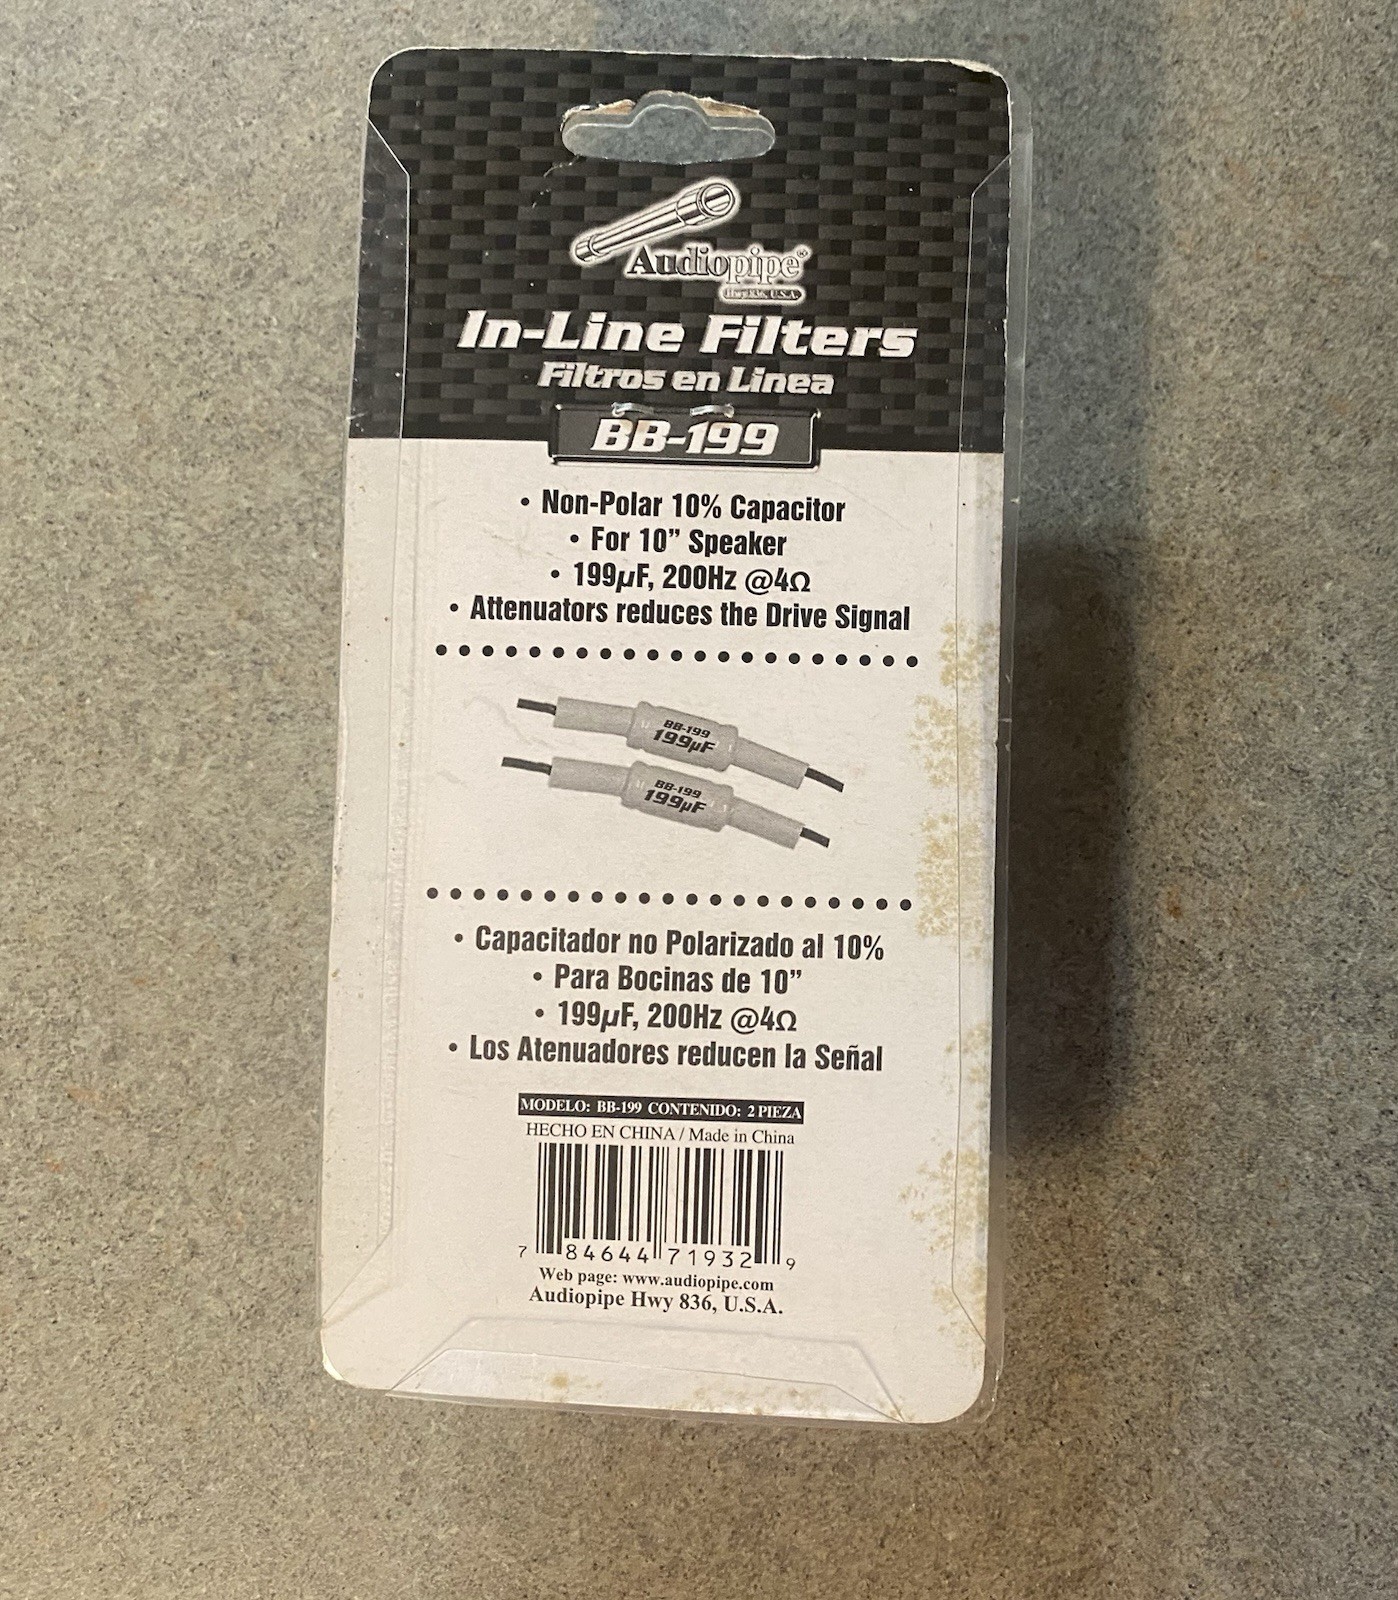 Audiopipe®
Hwy 836, U.S.A.
In-Line Filters
Filtros en Linea
BB-199
• Non-Polar 10% Capacitor
• For 10” Speaker
• 199µF, 200Hz @4Ω
• Attenuators reduces the Drive Signal
BB-199
199µF
BB-199
199µF
• Capacitador no Polarizado al 10%
• Para Bocinas de 10”
• 199µF, 200Hz @4Ω
• Los Atenuadores reducen la Señal
MODELO: BB-199 CONTENIDO: 2 PIEZA
HECHO EN CHINA / Made in China
7 84644 71932 9
Web page: www.audiopipe.com
Audiopipe Hwy 836, U.S.A.